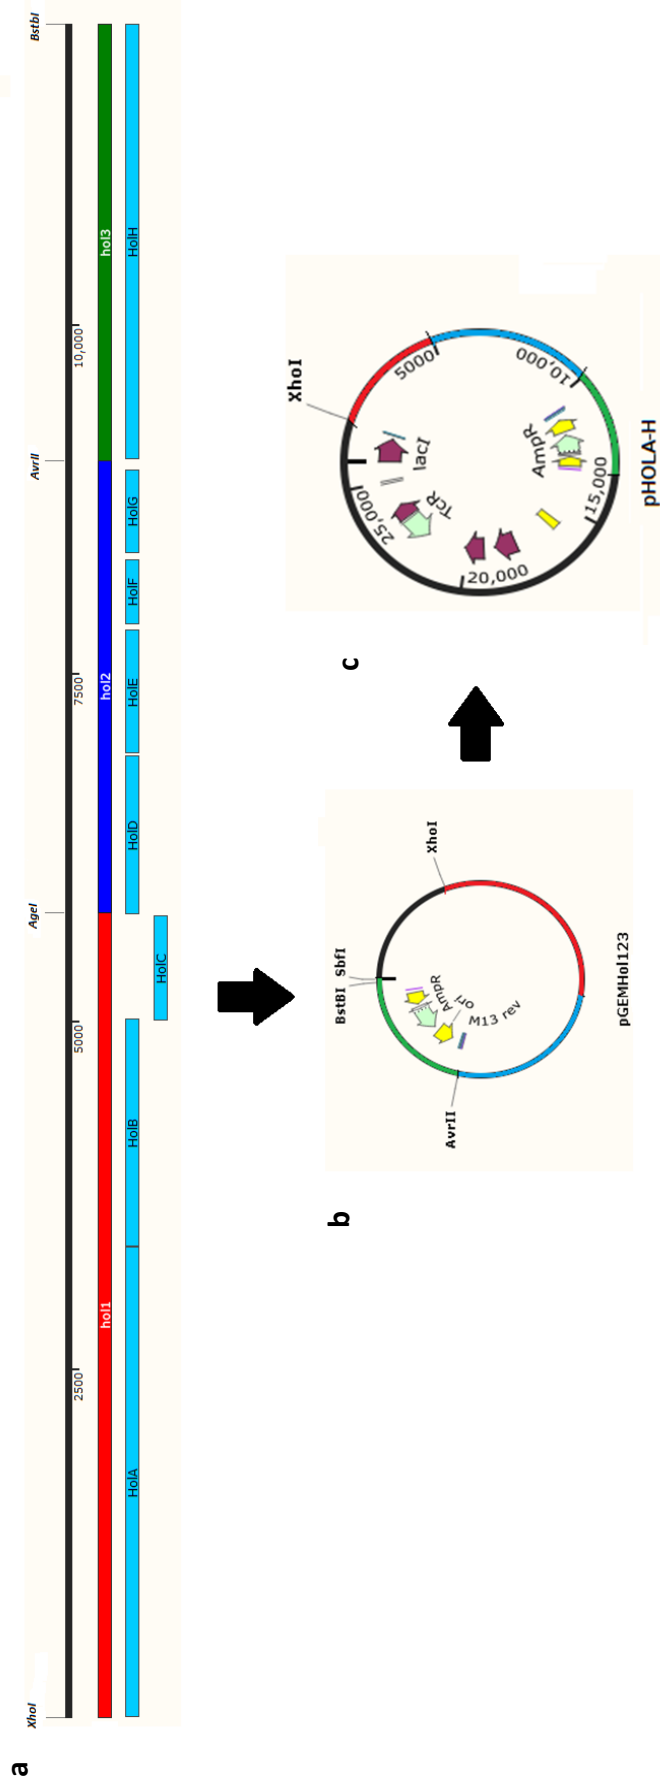 a
XhoI
AgeI
AvrII
BstbI
2500
5000
7500
10,000
hol1
hol2
hol3
HolA
HolB
HolC
HolD
HolE
HolF
HolG
HolH
b
BstBI
SbfI
XhoI
AvrII
AmpR
ori
M13 rev
pGEMHol123
c
XhoI
5000
10,000
15,000
20,000
25,000
lacI
TcR
AmpR
pHOLA-H